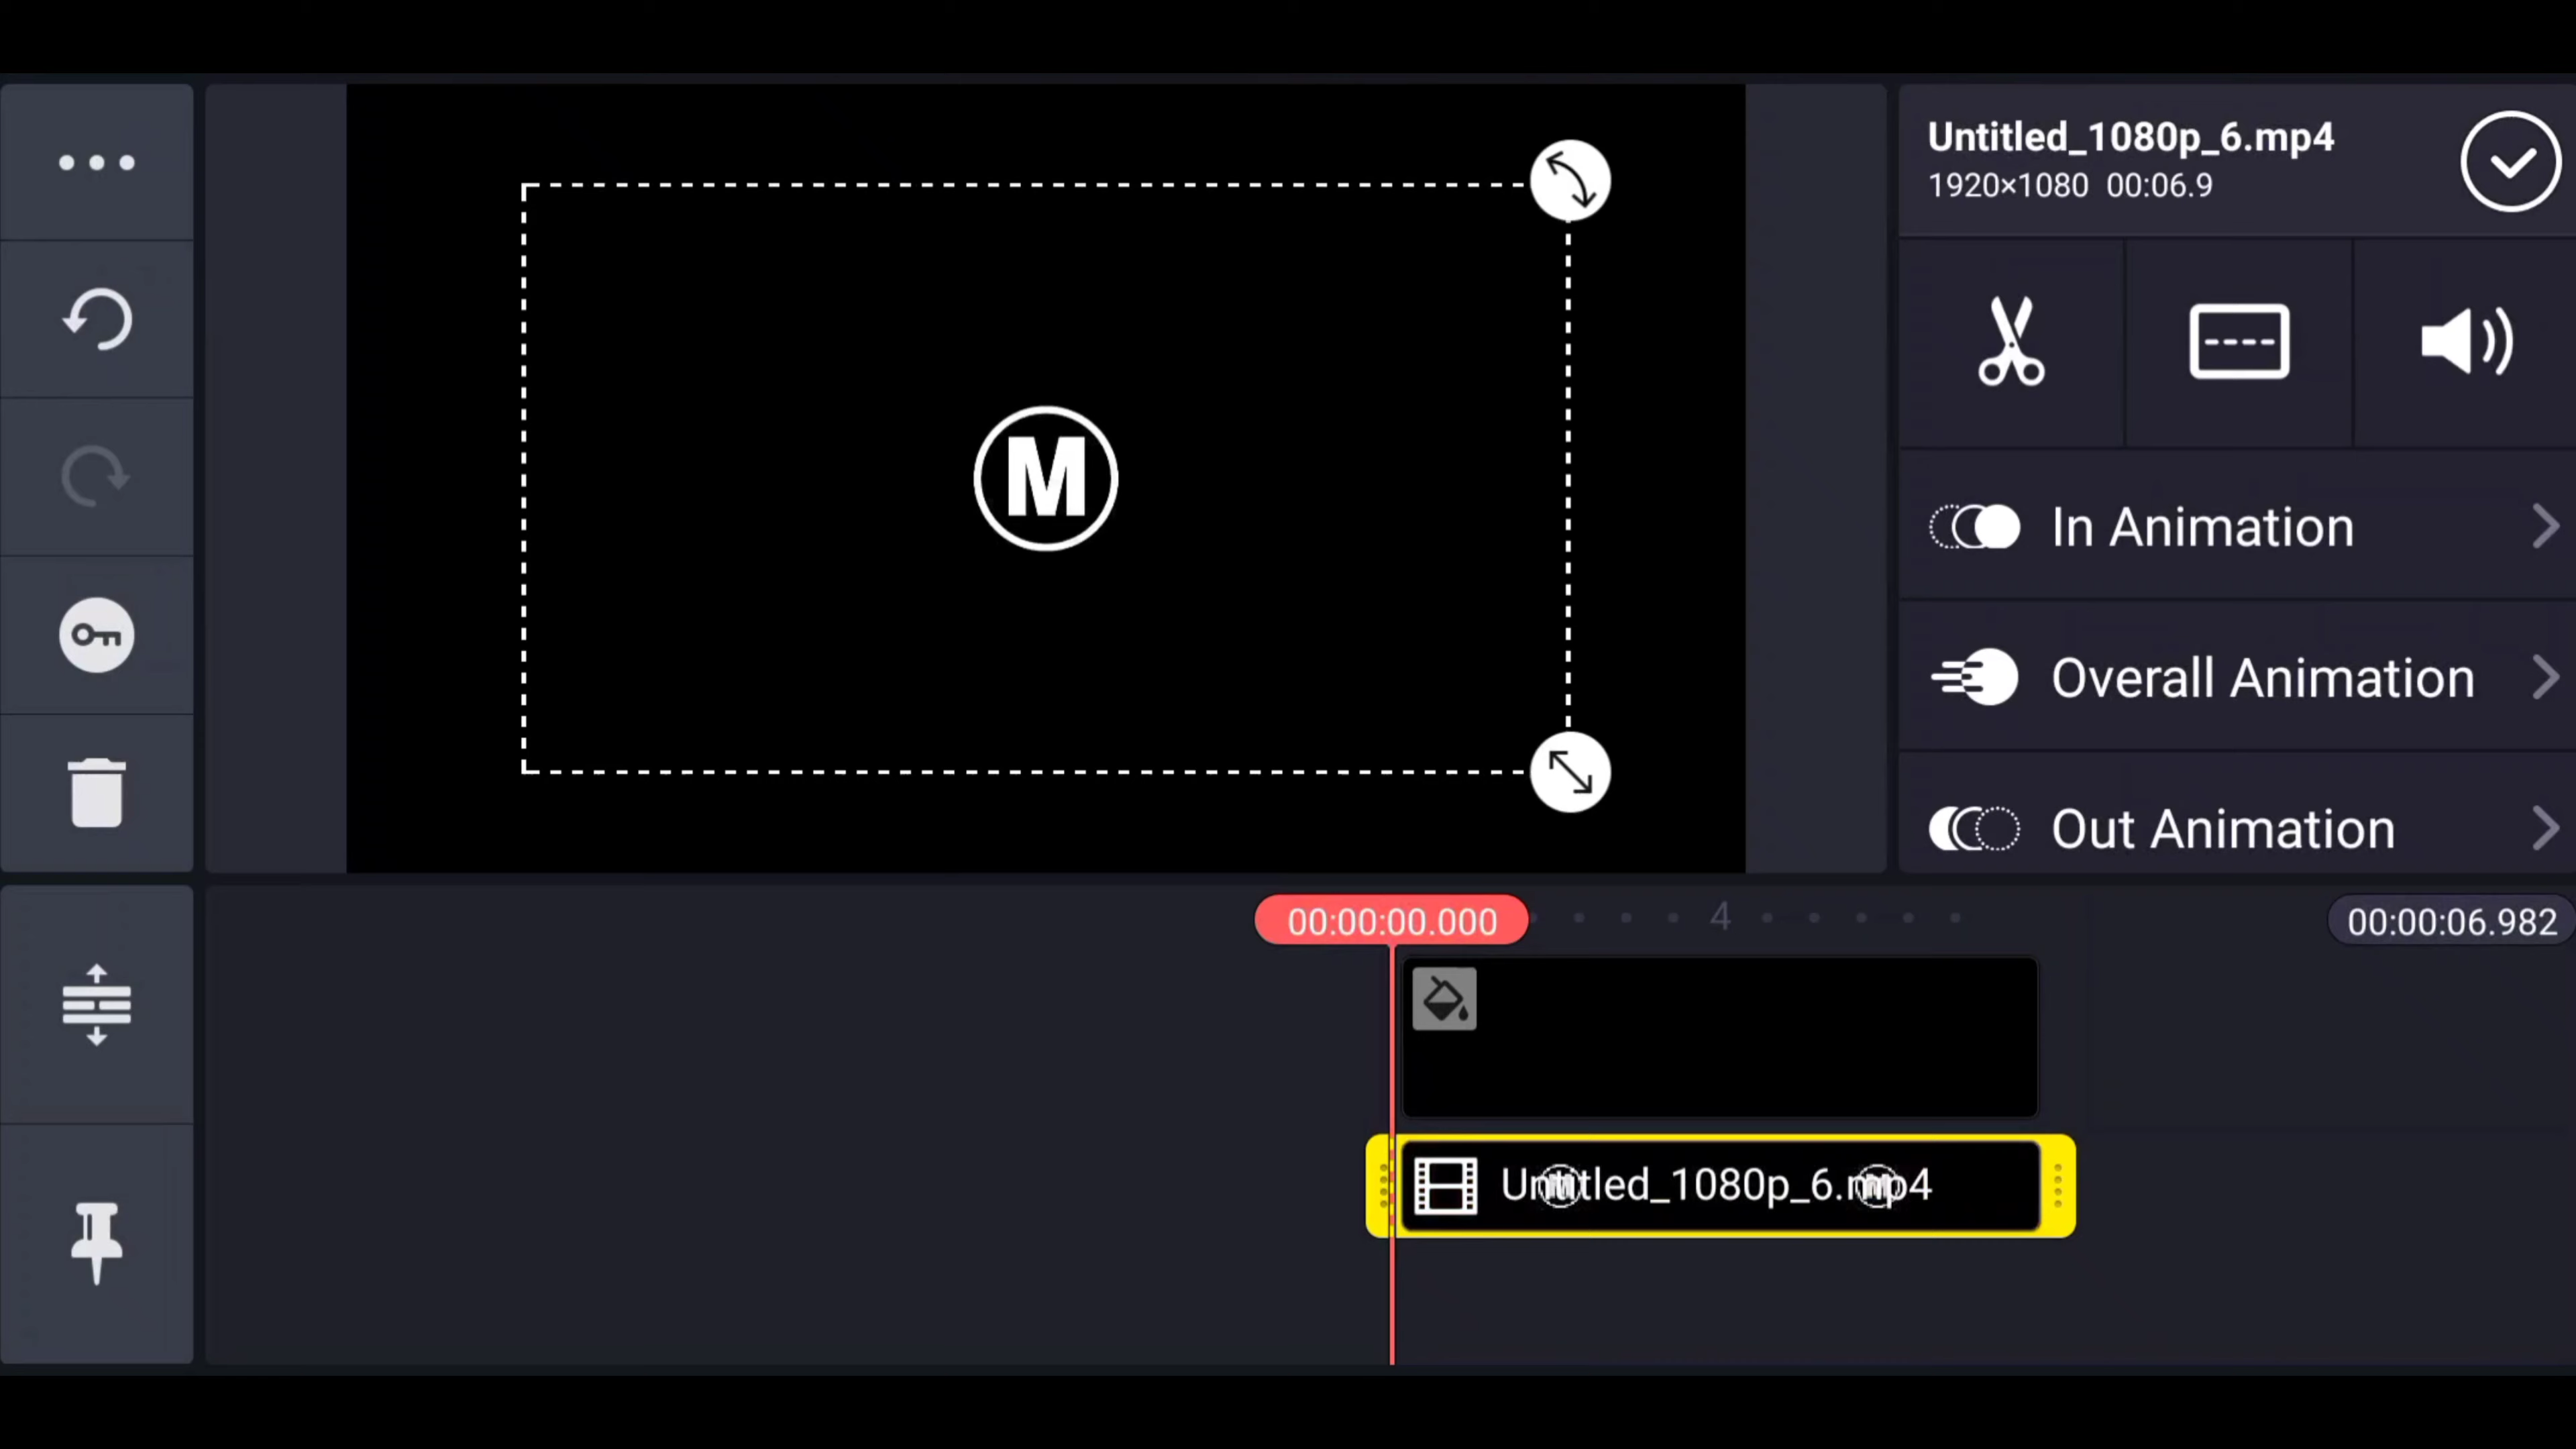 Untitled_1080p_6.mp4
1920×1080 00:06.9
M
In Animation
Overall Animation
Out Animation
00:00:00.000
4
00:00:06.982
Untitled_1080p_6.mp4